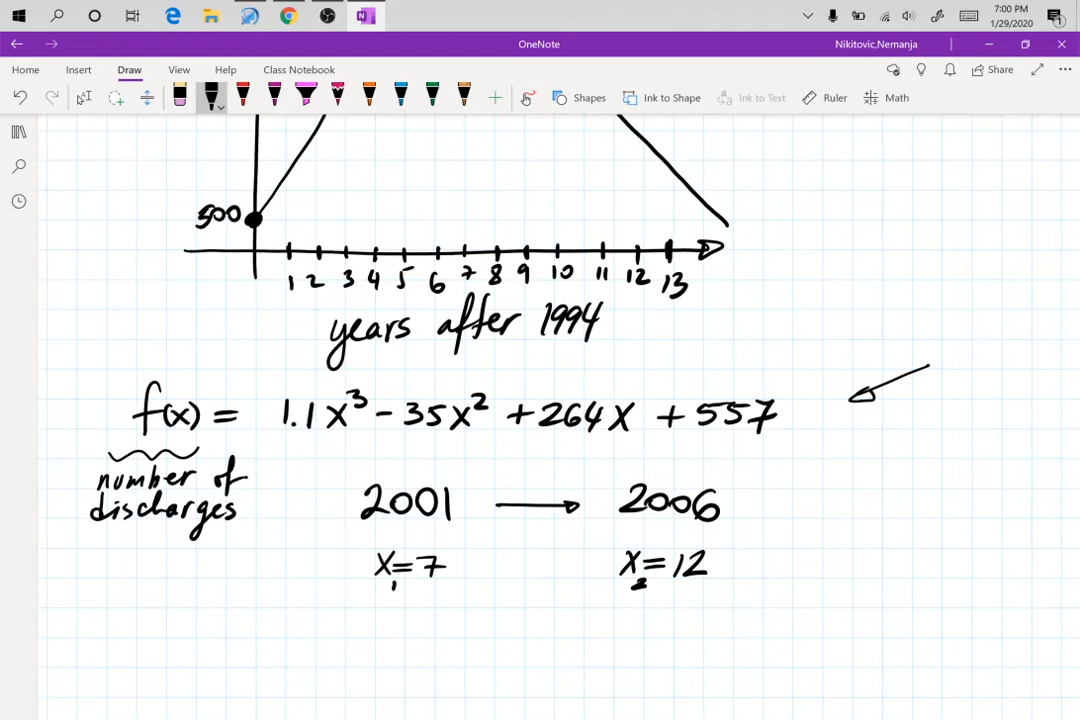 7:00 PM
1/29/2020
OneNote
Nikitovic,Nemanja
Home Insert Draw View Help Class Notebook Share
Shapes Ink to Shape Ink to Text Ruler Math
500
1 2 3 4 5 6 7 8 9 10 11 12 13
years after 1994
f(x) = 1.1x³ - 35x² + 264x + 557
number of
discharges
2001 → 2006
x₁=7 x₂=12